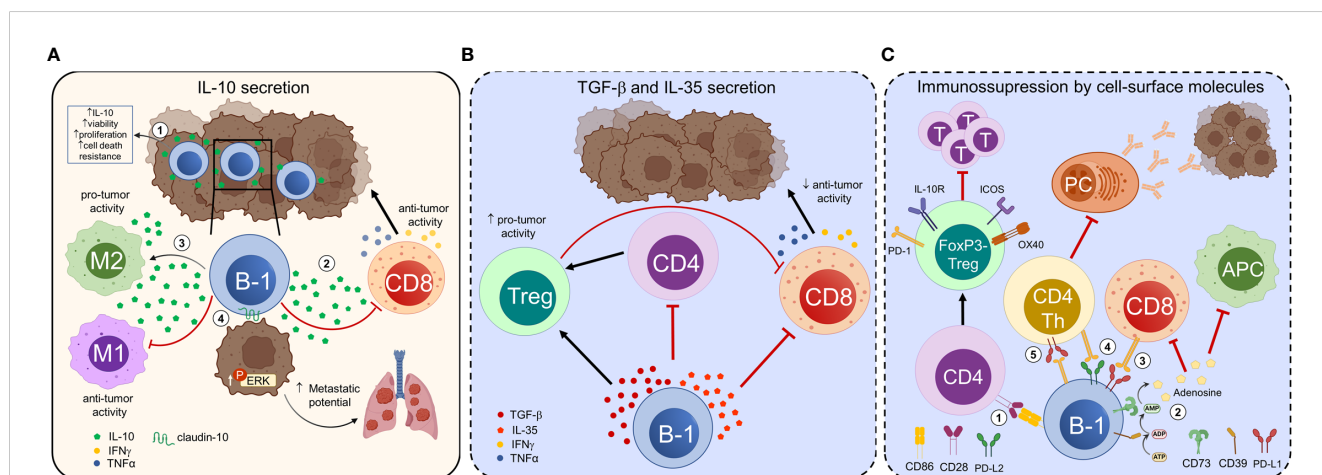 A
IL-10 secretion
↑IL-10
↑viability
↑proliferation
↑cell death
resistance
1
pro-tumor
activity
M2
3
B-1
2
anti-tumor
activity
CD8
4
M1
anti-tumor
activity
P
↑ ERK
↑ Metastatic
potential
IL-10
IFNγ
TNFα
claudin-10
B
TGF-β and IL-35 secretion
↑ pro-tumor
activity
↓ anti-tumor
activity
Treg
CD4
CD8
B-1
TGF-β
IL-35
IFNγ
TNFα
C
Immunossupression by cell-surface molecules
T
T
T
T
IL-10R
ICOS
PD-1
OX40
FoxP3-
Treg
PC
APC
CD4
Th
CD8
CD4
5
4
3
1
B-1
Adenosine
2
AMP
ADP
ATP
CD86
CD28
PD-L2
CD73
CD39
PD-L1